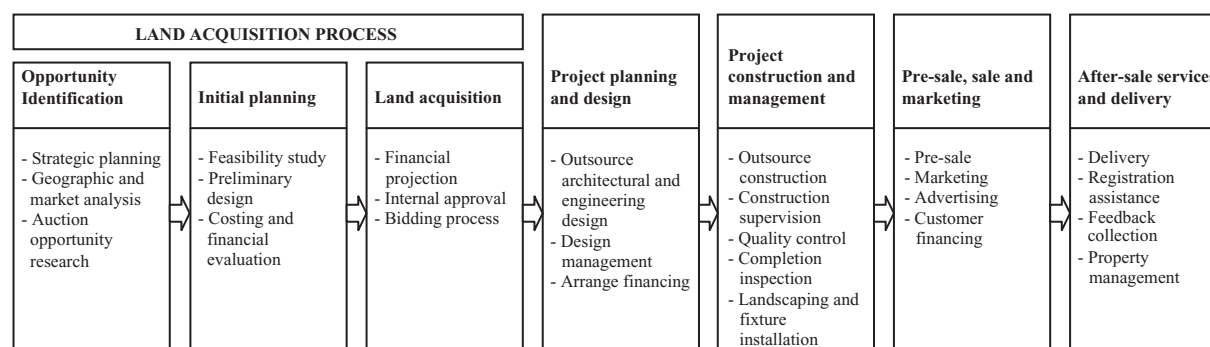 LAND ACQUISITION PROCESS
Opportunity
Identification
- Strategic planning
- Geographic and
market analysis
- Auction
opportunity
research
Initial planning
- Feasibility study
- Preliminary
design
- Costing and
financial
evaluation
Land acquisition
- Financial
projection
- Internal approval
- Bidding process
Project planning
and design
- Outsource
architectural and
engineering
design
- Design
management
- Arrange financing
Project
construction and
management
- Outsource
construction
- Construction
supervision
- Quality control
- Completion
inspection
- Landscaping and
fixture
installation
Pre-sale, sale and
marketing
- Pre-sale
- Marketing
- Advertising
- Customer
financing
After-sale services
and delivery
- Delivery
- Registration
assistance
- Feedback
collection
- Property
management